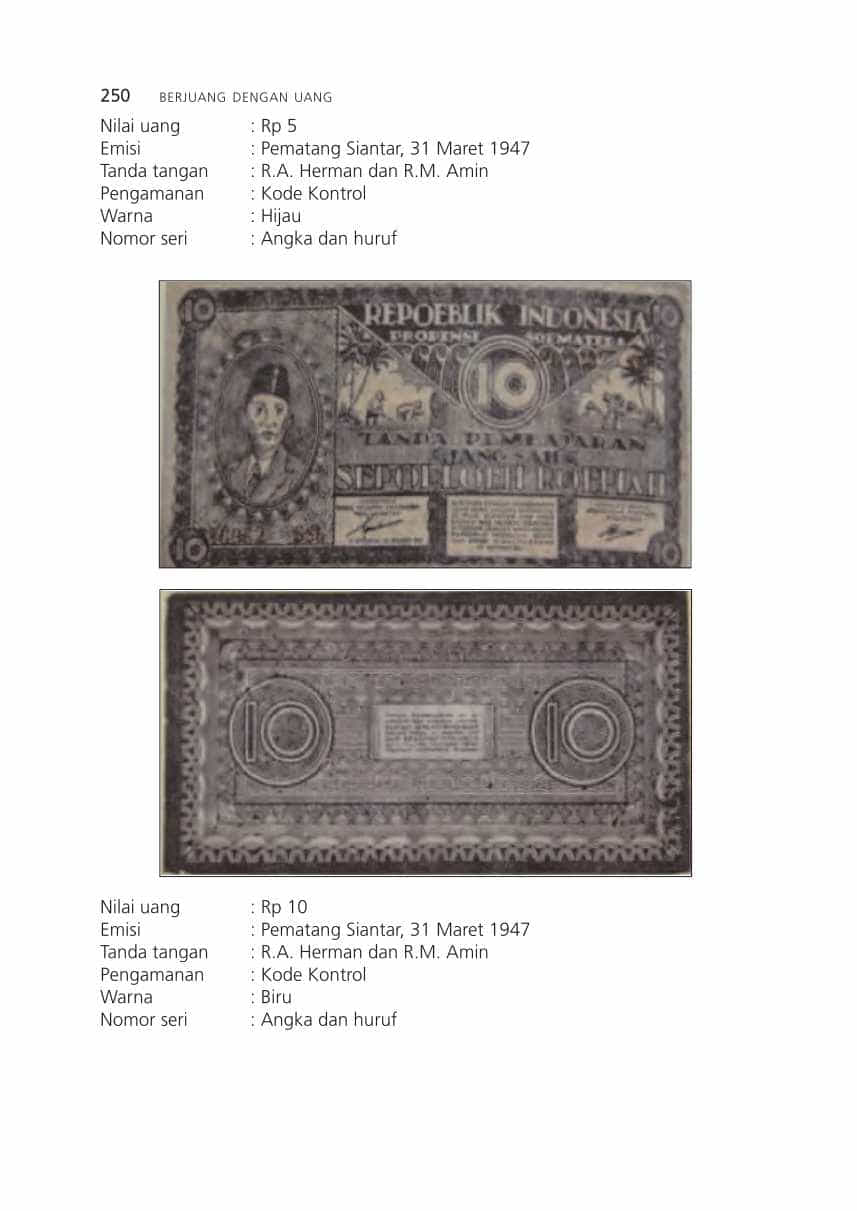 250 BERJUANG DENGAN UANG
Nilai uang : Rp 5
Emisi : Pematang Siantar, 31 Maret 1947
Tanda tangan : R.A. Herman dan R.M. Amin
Pengamanan : Kode Kontrol
Warna : Hijau
Nomor seri : Angka dan huruf
10 REPOEBLIK INDONESIA 10
PROPENSI SOEMATERA
10
TANDA PEMBAJARAN
JANG SAH
SEPOELOEH ROEPIAH
10 10
10 10
Nilai uang : Rp 10
Emisi : Pematang Siantar, 31 Maret 1947
Tanda tangan : R.A. Herman dan R.M. Amin
Pengamanan : Kode Kontrol
Warna : Biru
Nomor seri : Angka dan huruf